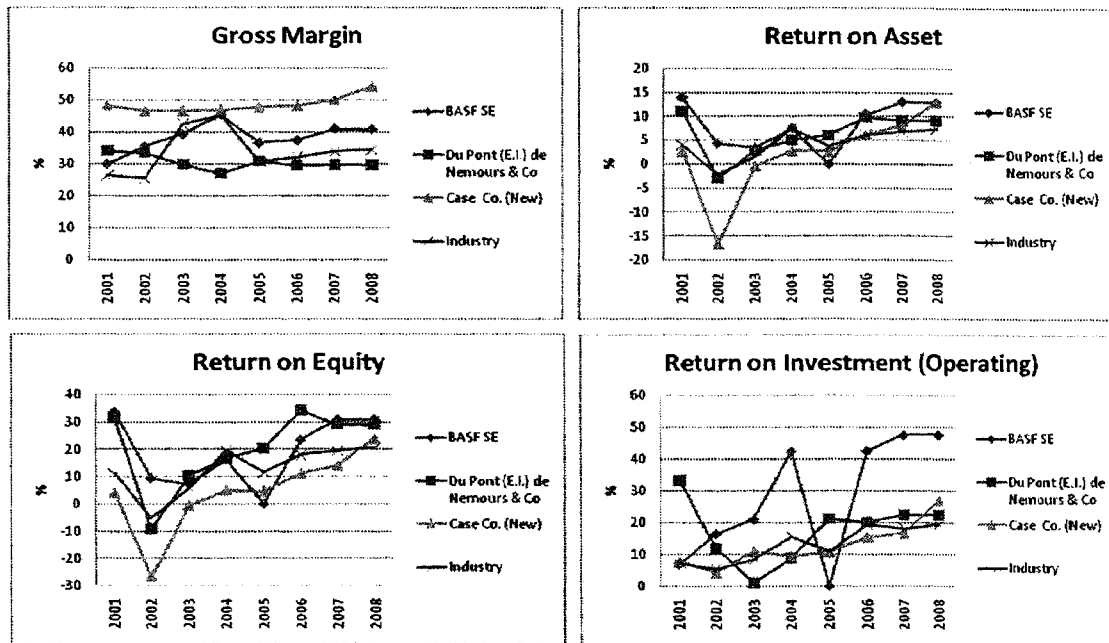 Gross Margin
60
50
40
30
20
10
0
%
2001
2002
2003
2004
2005
2006
2007
2008
BASF SE
Du Pont (E.I.) de
Nemours & Co
Case Co. (New)
Industry
Return on Asset
20
15
10
5
0
-5
-10
-15
-20
%
2001
2002
2003
2004
2005
2006
2007
2008
BASF SE
Du Pont (E.I.) de
Nemours & Co
Case Co. (New)
Industry
Return on Equity
40
30
20
10
0
-10
-20
-30
%
2001
2002
2003
2004
2005
2006
2007
2008
BASF SE
Du Pont (E.I.) de
Nemours & Co
Case Co. (New)
Industry
Return on Investment (Operating)
60
50
40
30
20
10
0
%
2001
2002
2003
2004
2005
2006
2007
2008
BASF SE
Du Pont (E.I.) de
Nemours & Co
Case Co. (New)
Industry